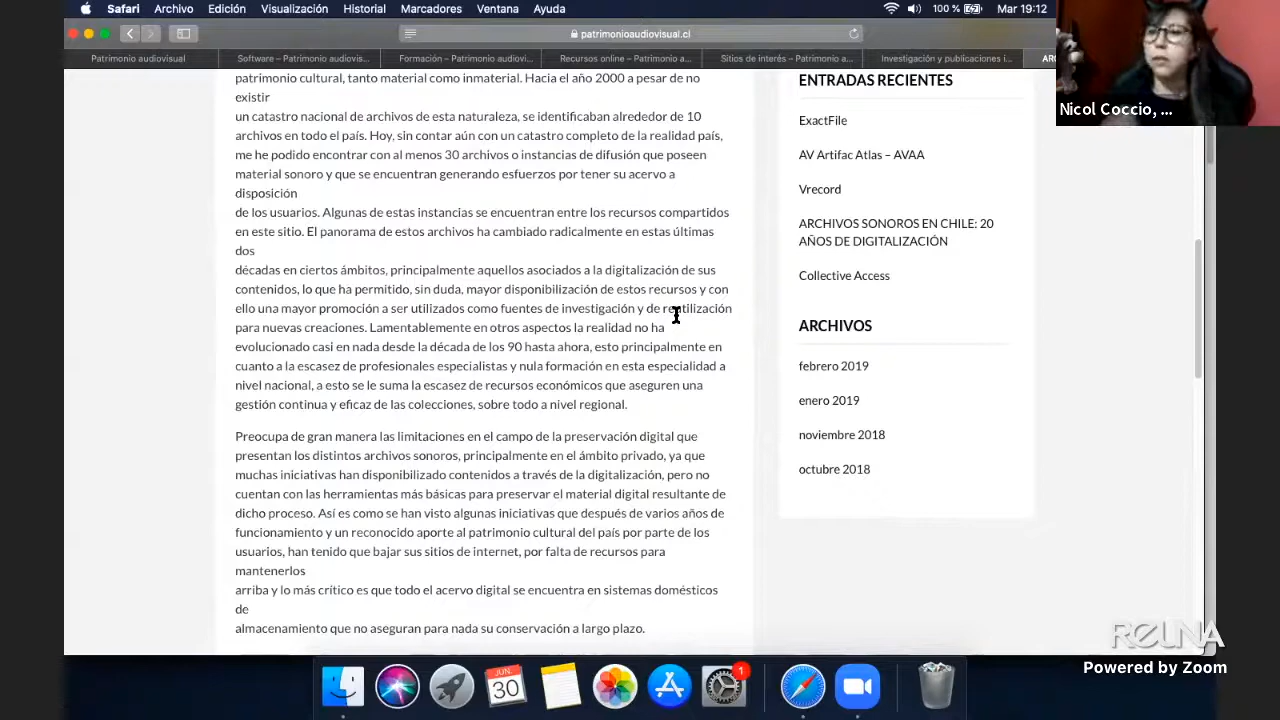 Safari Archivo Edición Visualización Historial Marcadores Ventana Ayuda
100 % Mar 19:12
patrimonioaudiovisual.cl
Patrimonio audiovisual
Software – Patrimonio audiovis...
Formación – Patrimonio audiovi...
Recursos online – Patrimonio a...
Sitios de interés – Patrimonio a...
Investigación y publicaciones i...
patrimonio cultural, tanto material como inmaterial. Hacia el año 2000 a pesar de no
existir
un catastro nacional de archivos de esta naturaleza, se identificaban alrededor de 10
archivos en todo el país. Hoy, sin contar aún con un catastro completo de la realidad país,
me he podido encontrar con al menos 30 archivos o instancias de difusión que poseen
material sonoro y que se encuentran generando esfuerzos por tener su acervo a
disposición
de los usuarios. Algunas de estas instancias se encuentran entre los recursos compartidos
en este sitio. El panorama de estos archivos ha cambiado radicalmente en estas últimas
dos
décadas en ciertos ámbitos, principalmente aquellos asociados a la digitalización de sus
contenidos, lo que ha permitido, sin duda, mayor disponibilización de estos recursos y con
ello una mayor promoción a ser utilizados como fuentes de investigación y de reutilización
para nuevas creaciones. Lamentablemente en otros aspectos la realidad no ha
evolucionado casi en nada desde la década de los 90 hasta ahora, esto principalmente en
cuanto a la escasez de profesionales especialistas y nula formación en esta especialidad a
nivel nacional, a esto se le suma la escasez de recursos económicos que aseguren una
gestión continua y eficaz de las colecciones, sobre todo a nivel regional.
Preocupa de gran manera las limitaciones en el campo de la preservación digital que
presentan los distintos archivos sonoros, principalmente en el ámbito privado, ya que
muchas iniciativas han disponibilizado contenidos a través de la digitalización, pero no
cuentan con las herramientas más básicas para preservar el material digital resultante de
dicho proceso. Así es como se han visto algunas iniciativas que después de varios años de
funcionamiento y un reconocido aporte al patrimonio cultural del país por parte de los
usuarios, han tenido que bajar sus sitios de internet, por falta de recursos para
mantenerlos
arriba y lo más crítico es que todo el acervo digital se encuentra en sistemas domésticos
de
almacenamiento que no aseguran para nada su conservación a largo plazo.
ENTRADAS RECIENTES
ExactFile
AV Artifac Atlas – AVAA
Vrecord
ARCHIVOS SONOROS EN CHILE: 20
AÑOS DE DIGITALIZACIÓN
Collective Access
ARCHIVOS
febrero 2019
enero 2019
noviembre 2018
octubre 2018
Nicol Coccio, ...
JUN.
30
1
REUNA
Powered by Zoom